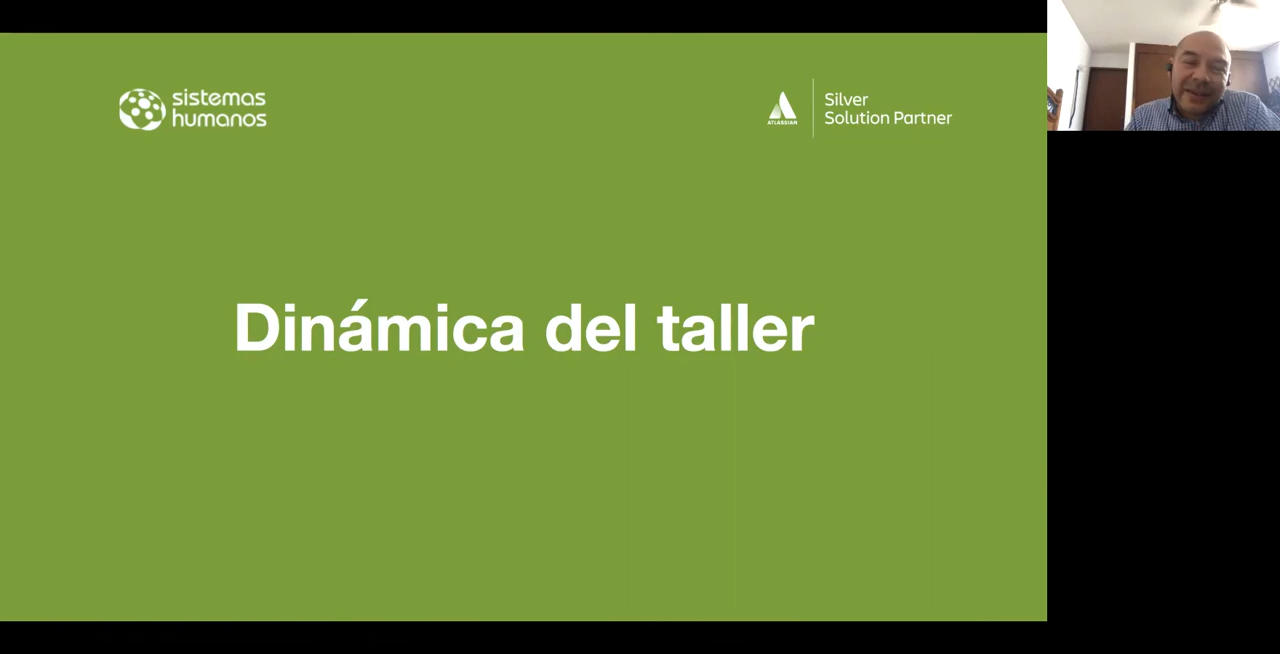 sistemas
humanos
ATLASSIAN
Silver
Solution Partner
Dinámica del taller